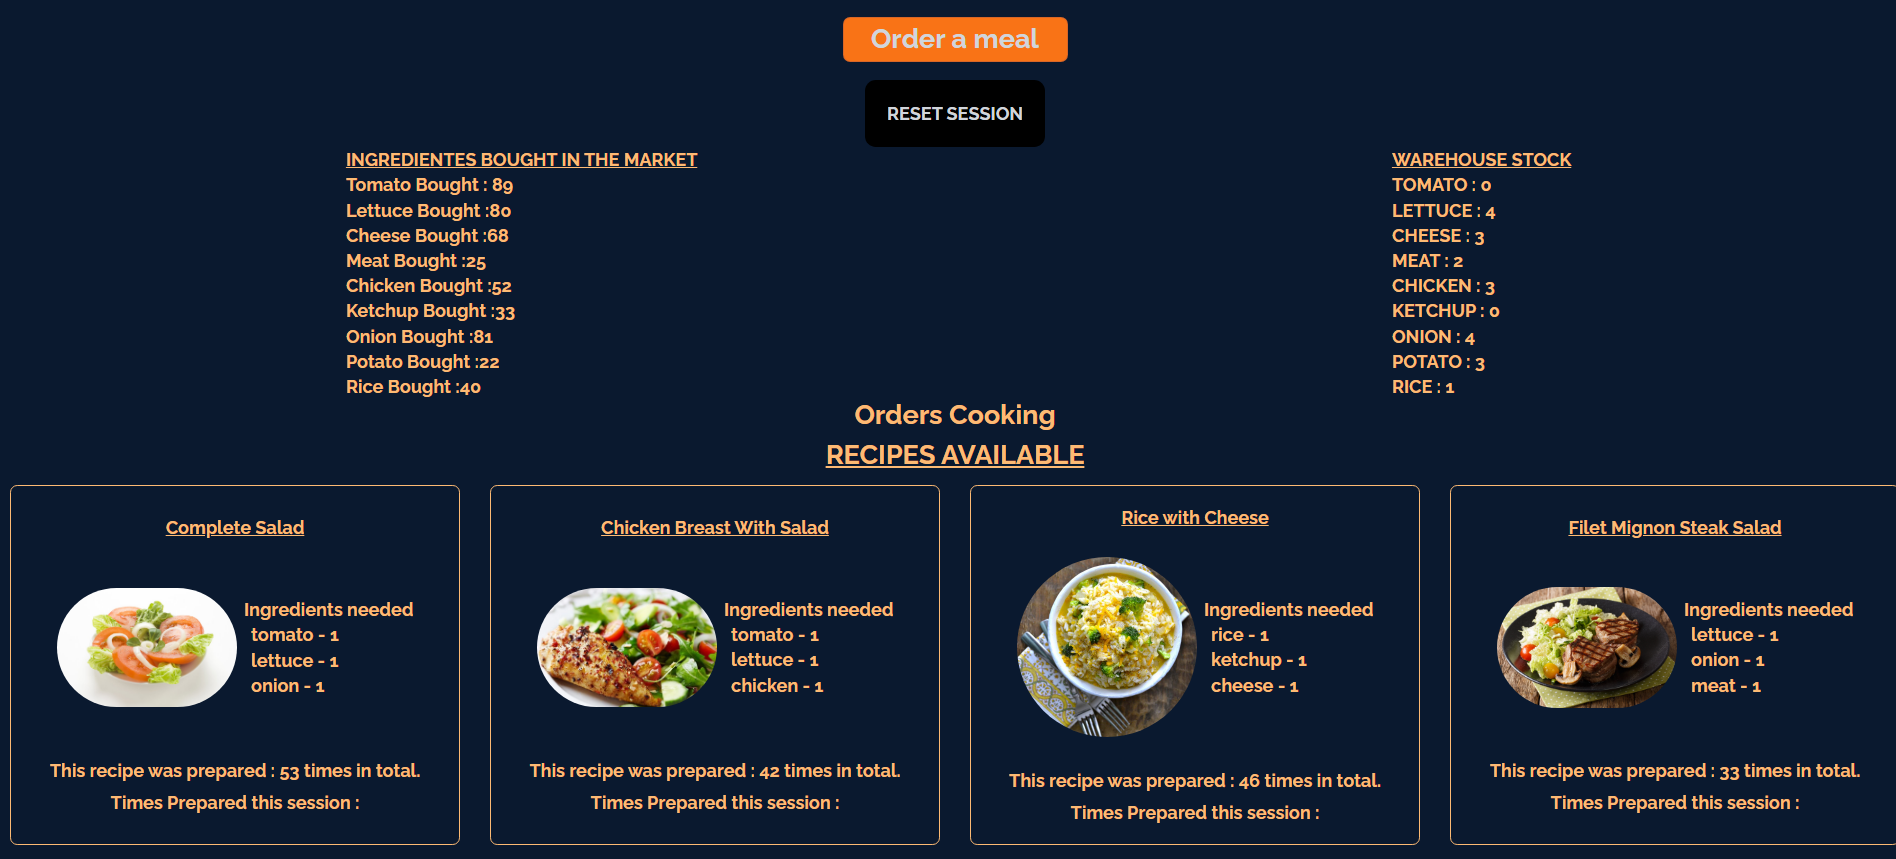 Order a meal
RESET SESSION
INGREDIENTES BOUGHT IN THE MARKET
Tomato Bought : 89
Lettuce Bought :80
Cheese Bought :68
Meat Bought :25
Chicken Bought :52
Ketchup Bought :33
Onion Bought :81
Potato Bought :22
Rice Bought :40
WAREHOUSE STOCK
TOMATO : 0
LETTUCE : 4
CHEESE : 3
MEAT : 2
CHICKEN : 3
KETCHUP : 0
ONION : 4
POTATO : 3
RICE : 1
Orders Cooking
RECIPES AVAILABLE
Complete Salad
Ingredients needed
tomato - 1
lettuce - 1
onion - 1
This recipe was prepared : 53 times in total.
Times Prepared this session :
Chicken Breast With Salad
Ingredients needed
tomato - 1
lettuce - 1
chicken - 1
This recipe was prepared : 42 times in total.
Times Prepared this session :
Rice with Cheese
Ingredients needed
rice - 1
ketchup - 1
cheese - 1
This recipe was prepared : 46 times in total.
Times Prepared this session :
Filet Mignon Steak Salad
Ingredients needed
lettuce - 1
onion - 1
meat - 1
This recipe was prepared : 33 times in total.
Times Prepared this session :